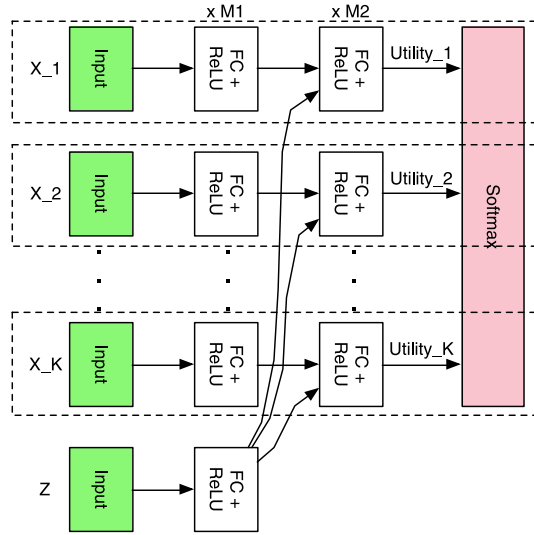 x M1
x M2
X_1
Input
FC +
ReLU
FC +
ReLU
Utility_1
X_2
Input
FC +
ReLU
FC +
ReLU
Utility_2
Softmax
X_K
Input
FC +
ReLU
FC +
ReLU
Utility_K
Z
Input
FC +
ReLU